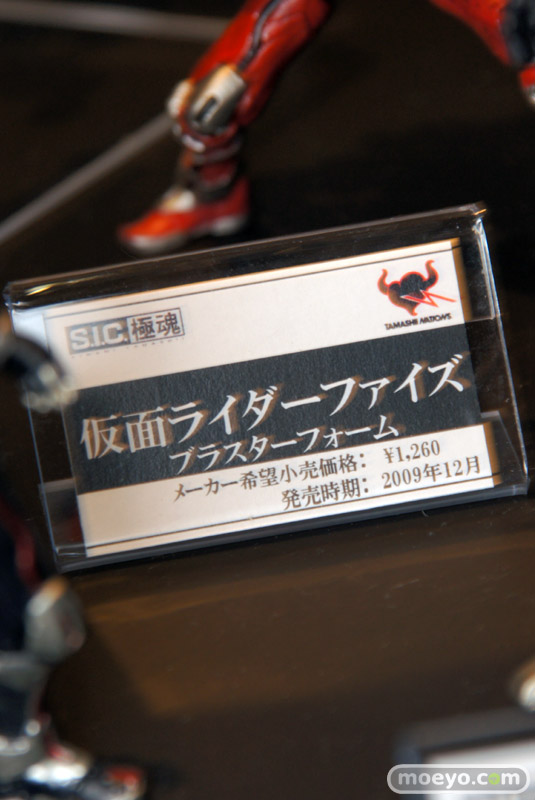 S.I.C.極魂
TAMASHII NATIONS
仮面ライダーファイズ
ブラスターフォーム
メーカー希望小売価格: ¥1,260
発売時期: 2009年12月
moeyo.com